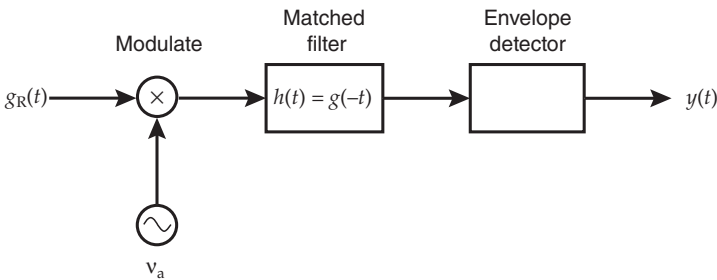 Modulate
Matched
filter
Envelope
detector
g_R(t)
×
h(t) = g(−t)
y(t)
ν_a